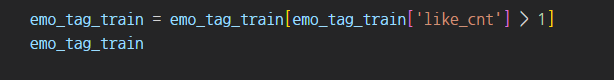 emo_tag_train = emo_tag_train[emo_tag_train['like_cnt'] > 1]
emo_tag_train